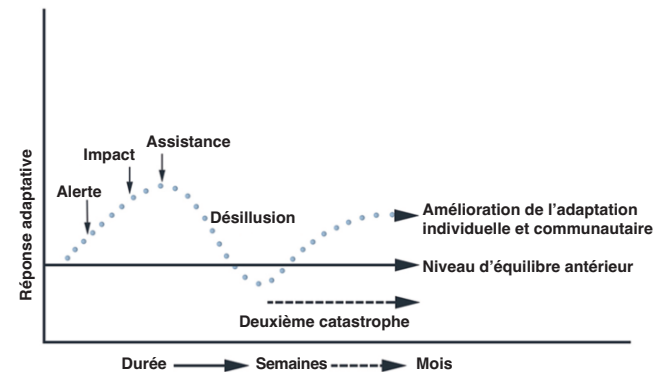 Assistance
Impact
Alerte
Désillusion
Réponse adaptative
Amélioration de l’adaptation
individuelle et communautaire
Niveau d’équilibre antérieur
Deuxième catastrophe
Durée Semaines Mois